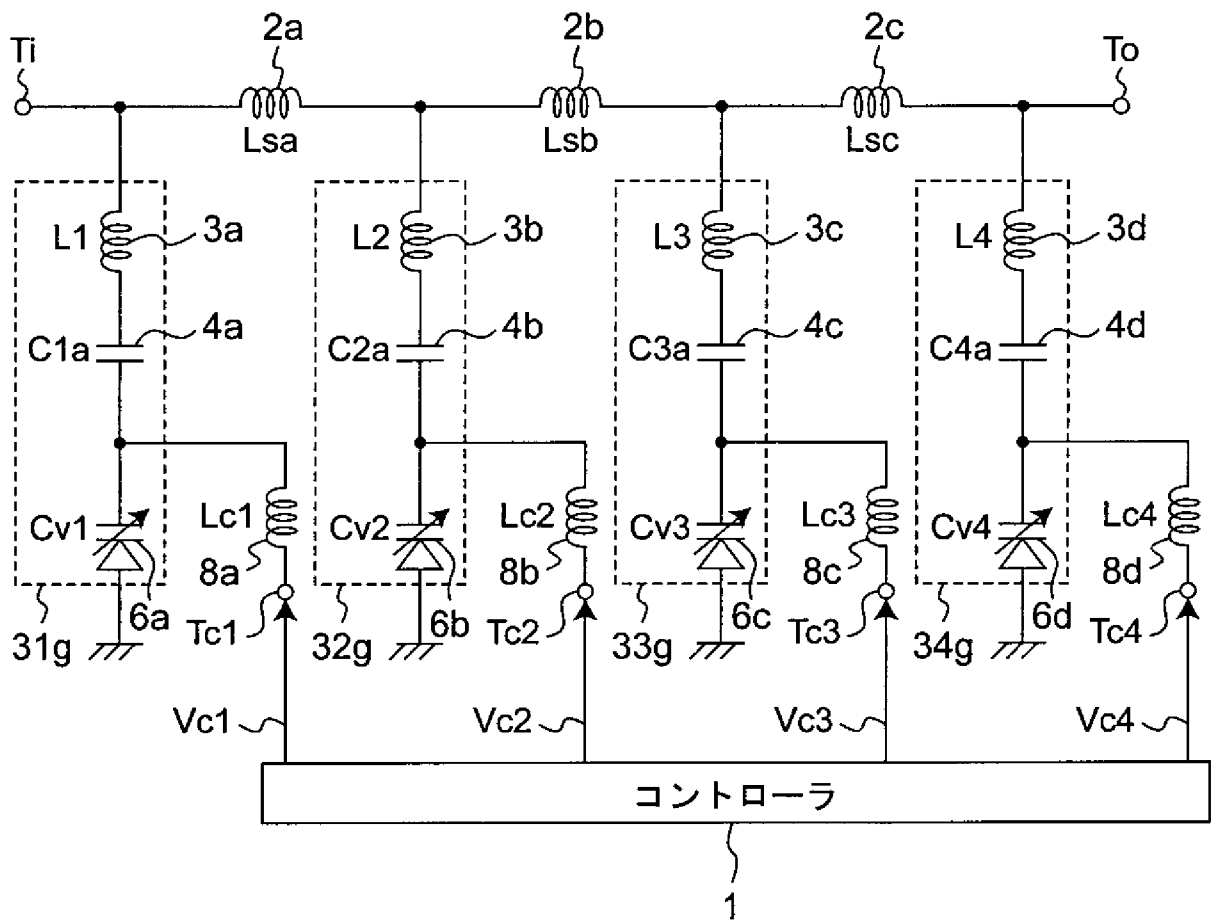 2a 2b 2c
Ti To
Lsa Lsb Lsc
L1 3a L2 3b L3 3c L4 3d
4a 4b 4c 4d
C1a C2a C3a C4a
Cv1 Lc1 Cv2 Lc2 Cv3 Lc3 Cv4 Lc4
8a 8b 8c 8d
6a 6b 6c 6d
31g Tc1 32g Tc2 33g Tc3 34g Tc4
Vc1 Vc2 Vc3 Vc4
コントローラ
1